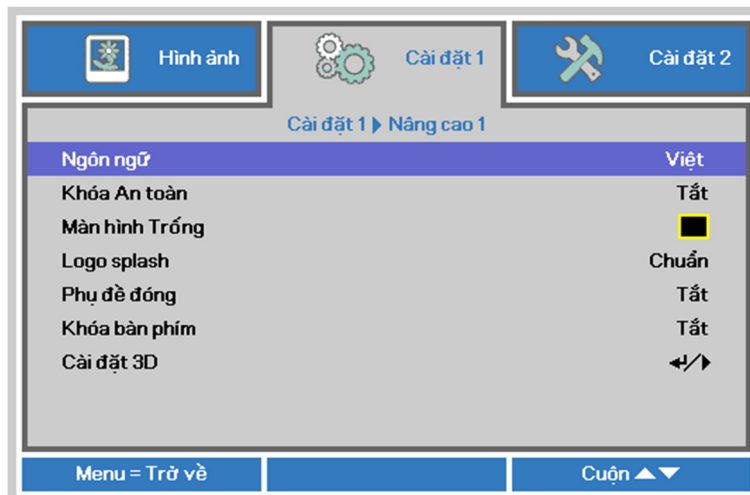 Hình ảnh
Cài đặt 1
Cài đặt 2
Cài đặt 1 ▶ Nâng cao 1
Ngôn ngữ Việt
Khóa An toàn Tắt
Màn hình Trống
Logo splash Chuẩn
Phụ đề đóng Tắt
Khóa bàn phím Tắt
Cài đặt 3D ↵/▶
Menu = Trở về
Cuộn ▲▼